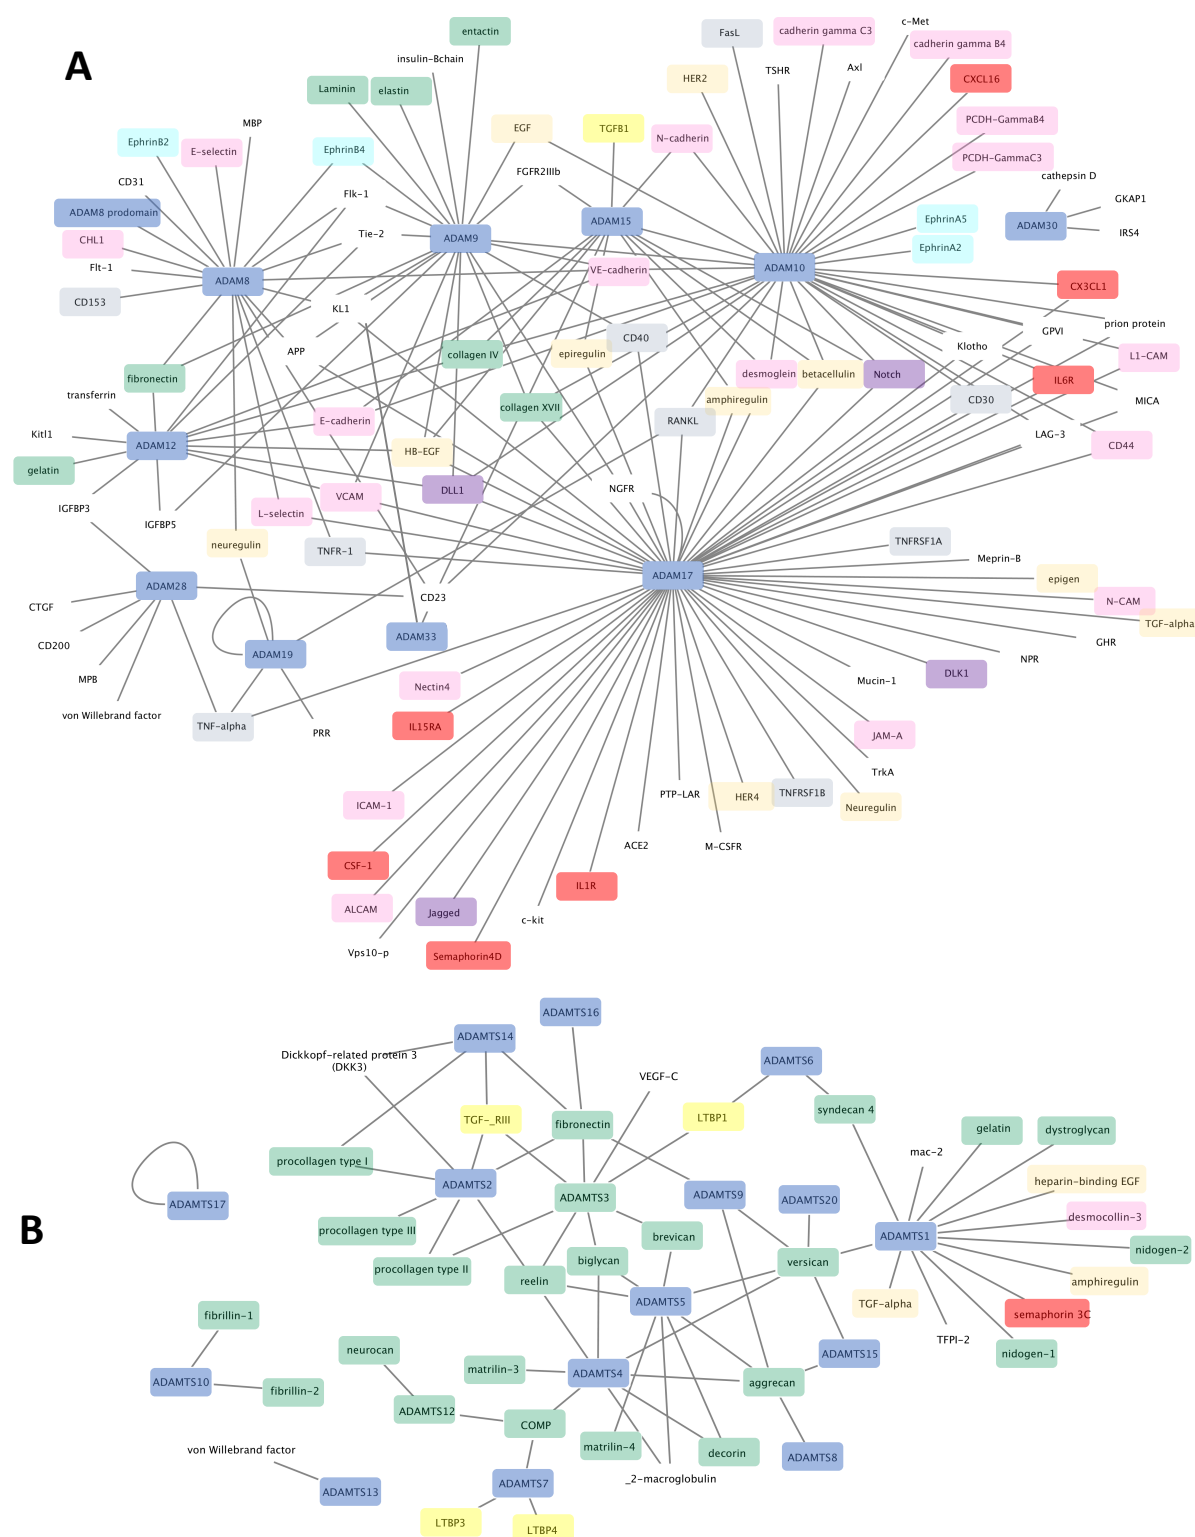 A
entactin
FasL
cadherin gamma C3
c-Met
cadherin gamma B4
insulin-Bchain
TSHR
Axl
HER2
CXCL16
Laminin
elastin
MBP
EGF
TGFB1
N-cadherin
PCDH-GammaB4
EphrinB2
E-selectin
EphrinB4
PCDH-GammaC3
CD31
Flk-1
FGFR2IIIb
cathepsin D
ADAM8 prodomain
GKAP1
ADAM15
EphrinA5
ADAM30
IRS4
CHL1
Tie-2
ADAM9
EphrinA2
Flt-1
ADAM8
VE-cadherin
ADAM10
CX3CL1
CD153
KL1
GPVI
prion protein
APP
collagen IV
epiregulin
CD40
Klotho
L1-CAM
fibronectin
desmoglein
betacellulin
Notch
IL6R
transferrin
collagen XVII
amphiregulin
CD30
MICA
E-cadherin
RANKL
Kitl1
ADAM12
LAG-3
CD44
gelatin
HB-EGF
IGFBP3
VCAM
DLL1
NGFR
IGFBP5
L-selectin
neuregulin
TNFR-1
TNFRSF1A
Meprin-B
ADAM28
ADAM17
epigen
CTGF
CD23
N-CAM
TGF-alpha
CD200
ADAM33
GHR
ADAM19
NPR
MPB
Nectin4
Mucin-1
DLK1
von Willebrand factor
TNF-alpha
PRR
IL15RA
JAM-A
TrkA
ICAM-1
PTP-LAR
HER4
TNFRSF1B
Neuregulin
ACE2
M-CSFR
CSF-1
IL1R
ALCAM
Jagged
c-kit
Vps10-p
Semaphorin4D
B
ADAMTS16
ADAMTS14
Dickkopf-related protein 3
(DKK3)
ADAMTS6
VEGF-C
syndecan 4
TGF-_RIII
fibronectin
LTBP1
gelatin
dystroglycan
mac-2
procollagen type I
heparin-binding EGF
ADAMTS2
ADAMTS3
ADAMTS9
ADAMTS20
ADAMTS17
desmocollin-3
procollagen type III
brevican
ADAMTS1
nidogen-2
biglycan
versican
procollagen type II
reelin
amphiregulin
ADAMTS5
TGF-alpha
fibrillin-1
semaphorin 3C
TFPI-2
neurocan
nidogen-1
ADAMTS15
matrilin-3
ADAMTS4
ADAMTS10
aggrecan
fibrillin-2
ADAMTS12
COMP
matrilin-4
decorin
von Willebrand factor
ADAMTS8
_2-macroglobulin
ADAMTS7
ADAMTS13
LTBP3
LTBP4